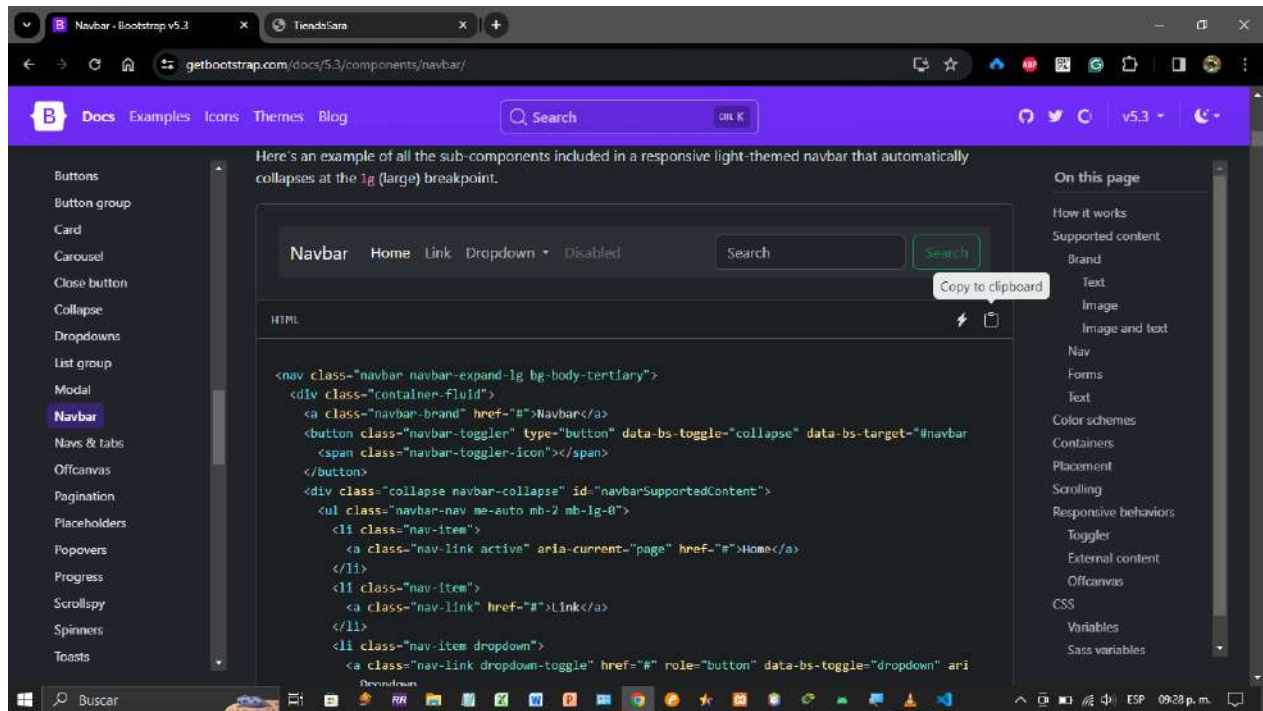 Navbar - Bootstrap v5.3
TiendaSara
getbootstrap.com/docs/5.3/components/navbar/
B Docs Examples Icons Themes Blog
Search CTRL K
v5.3
Buttons
Button group
Card
Carousel
Close button
Collapse
Dropdowns
List group
Modal
Navbar
Navs & tabs
Offcanvas
Pagination
Placeholders
Popovers
Progress
Scrollspy
Spinners
Toasts
Here's an example of all the sub-components included in a responsive light-themed navbar that automatically
collapses at the lg (large) breakpoint.
Navbar Home Link Dropdown Disabled Search Search
Copy to clipboard
HTML
<nav class="navbar navbar-expand-lg bg-body-tertiary">
<div class="container-fluid">
<a class="navbar-brand" href="#">Navbar</a>
<button class="navbar-toggler" type="button" data-bs-toggle="collapse" data-bs-target="#navbar
<span class="navbar-toggler-icon"></span>
</button>
<div class="collapse navbar-collapse" id="navbarSupportedContent">
<ul class="navbar-nav me-auto mb-2 mb-lg-0">
<li class="nav-item">
<a class="nav-link active" aria-current="page" href="#">Home</a>
</li>
<li class="nav-item">
<a class="nav-link" href="#">Link</a>
</li>
<li class="nav-item dropdown">
<a class="nav-link dropdown-toggle" href="#" role="button" data-bs-toggle="dropdown" ari
Dropdown
On this page
How it works
Supported content
Brand
Text
Image
Image and text
Nav
Forms
Text
Color schemes
Containers
Placement
Scrolling
Responsive behaviors
Toggler
External content
Offcanvas
CSS
Variables
Sass variables
Buscar
ESP 09:28 p. m.